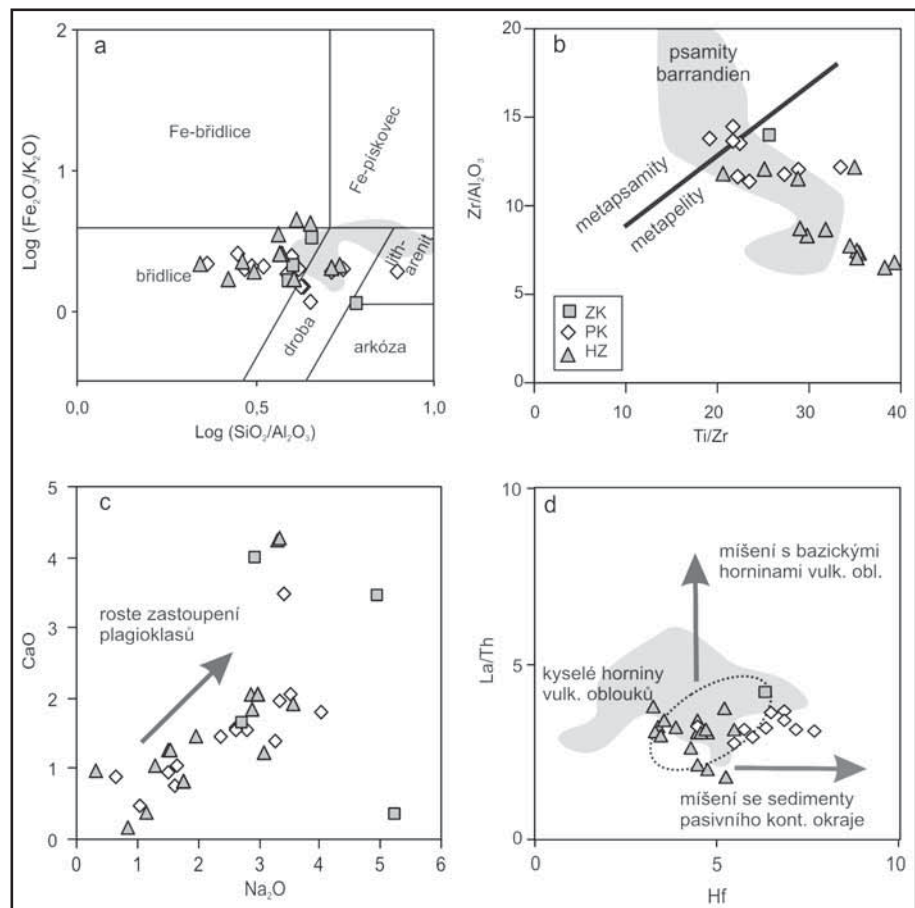 a
2
1
0
Log (Fe₂O₃/K₂O)
Fe-břidlice
Fe-pískovec
břidlice
droba
lith-
arenit
arkóza
0,0
0,5
1,0
Log (SiO₂/Al₂O₃)
b
20
15
10
5
0
Zr/Al₂O₃
psamity
barrandien
metapsamity
metapelity
ZK
PK
HZ
0
10
20
30
40
Ti/Zr
c
5
4
3
2
1
0
CaO
roste zastoupení
plagioklasů
0
1
2
3
4
5
6
Na₂O
d
10
5
0
La/Th
míšení s bazickými
horninami vulk. obl.
kyselé horniny
vulk. oblouků
míšení se sedimenty
pasivního kont. okraje
0
5
10
Hf